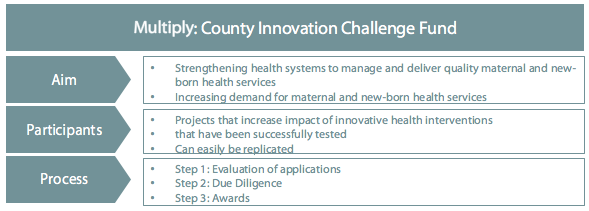 Multiply: County Innovation Challenge Fund
Aim
• Strengthening health systems to manage and deliver quality maternal and new-
born health services
• Increasing demand for maternal and new-born health services
Participants
• Projects that increase impact of innovative health interventions
• that have been successfully tested
• Can easily be replicated
Process
• Step 1: Evaluation of applications
• Step 2: Due Diligence
• Step 3: Awards